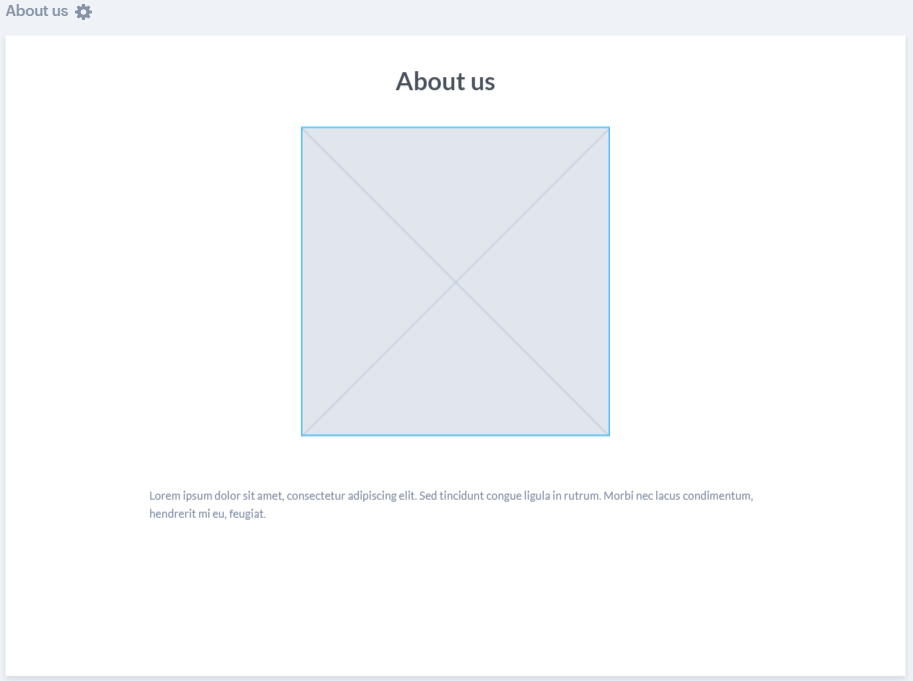 About us
About us
Lorem ipsum dolor sit amet, consectetur adipiscing elit. Sed tincidunt congue ligula in rutrum. Morbi nec lacus condimentum,
hendrerit mi eu, feugiat.